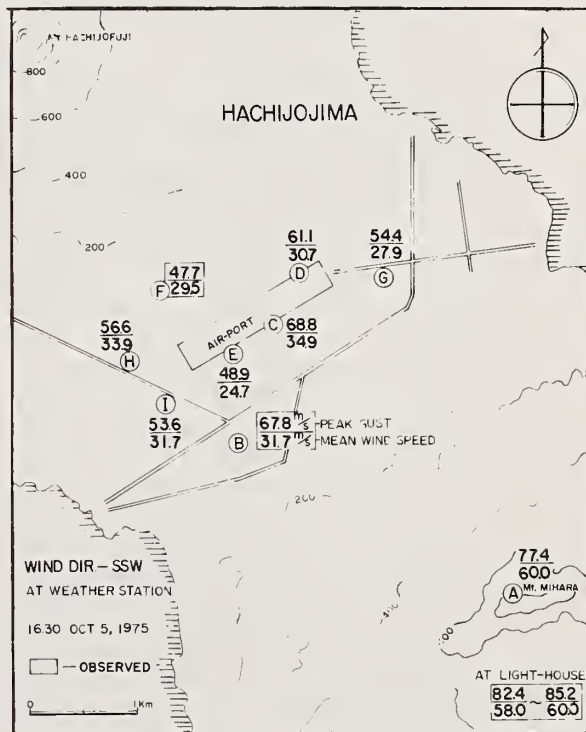 Mt HACHIJOFUJI
800
600
HACHIJOJIMA
400
200
61.1
30.7
D
54.4
27.9
G
47.7
29.5
F
AIR-PORT
C
68.8
34.9
56.6
33.9
H
E
48.9
24.7
I
53.6
31.7
B
67.8 m/s - PEAK GUST
31.7 m/s - MEAN WIND SPEED
200
WIND DIR - SSW
AT WEATHER STATION
16.30 OCT 5, 1975
- OBSERVED
0 1 Km
77.4
60.0
A Mt. MIHARA
AT LIGHT-HOUSE
82.4 ~ 85.2
58.0 60.0